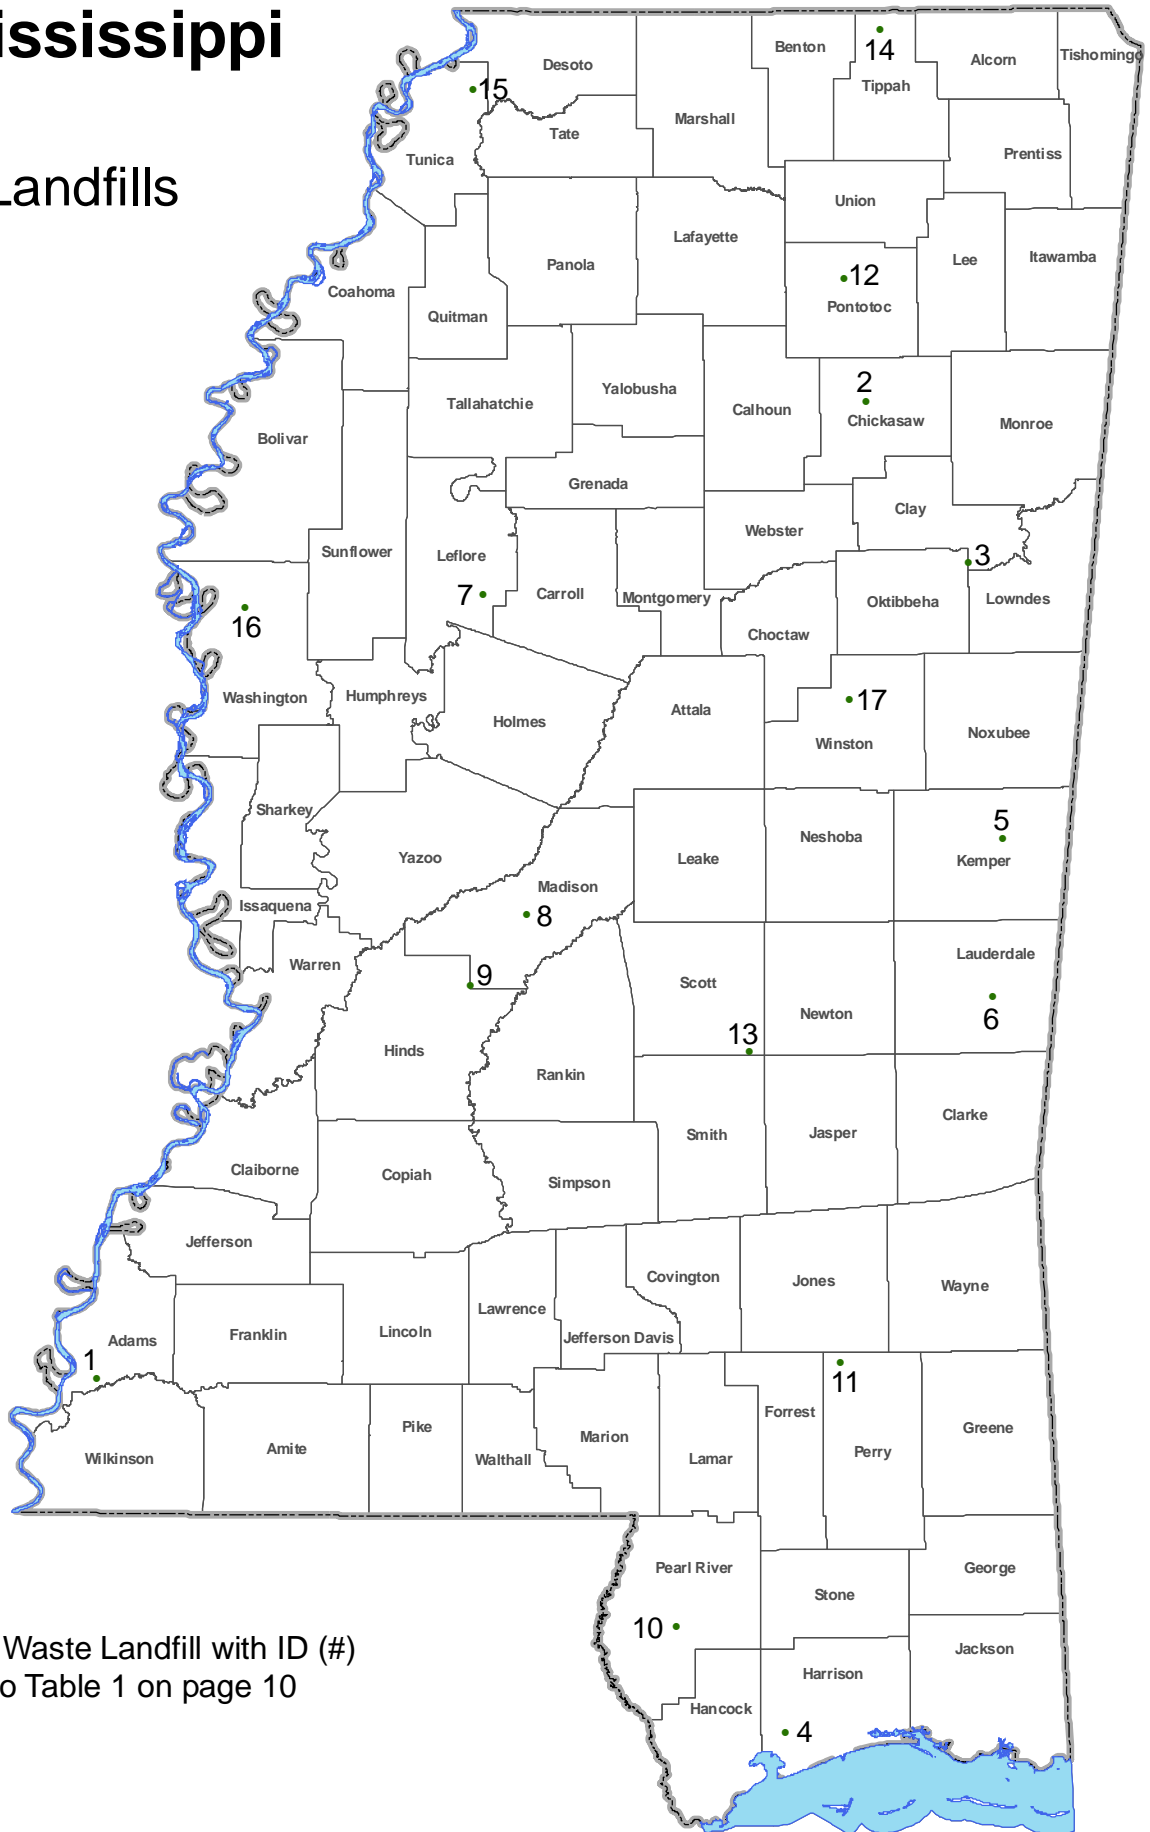 ississippi
Landfills
Desoto
Benton
14
Tippah
Alcorn
Tishomingo
15
Tate
Marshall
Tunica
Prentiss
Union
Lafayette
Panola
Lee
Itawamba
12
Pontotoc
Coahoma
Quitman
2
Chickasaw
Yalobusha
Tallahatchie
Calhoun
Monroe
Bolivar
Grenada
Clay
Webster
Sunflower
Leflore
3
7
Carroll
Montgomery
Oktibbeha
Lowndes
16
Choctaw
Washington
Humphreys
Holmes
Attala
17
Winston
Noxubee
Sharkey
Yazoo
Leake
Neshoba
5
Kemper
Madison
8
Issaquena
Warren
9
Scott
Newton
Lauderdale
6
13
Hinds
Rankin
Smith
Jasper
Clarke
Claiborne
Copiah
Simpson
Jefferson
Covington
Jones
Wayne
Lawrence
Adams
Franklin
Lincoln
Jefferson Davis
1
11
Forrest
Pike
Marion
Greene
Wilkinson
Amite
Walthall
Lamar
Perry
Pearl River
George
Stone
10
Jackson
Harrison
Hancock
4
Waste Landfill with ID (#)
o Table 1 on page 10